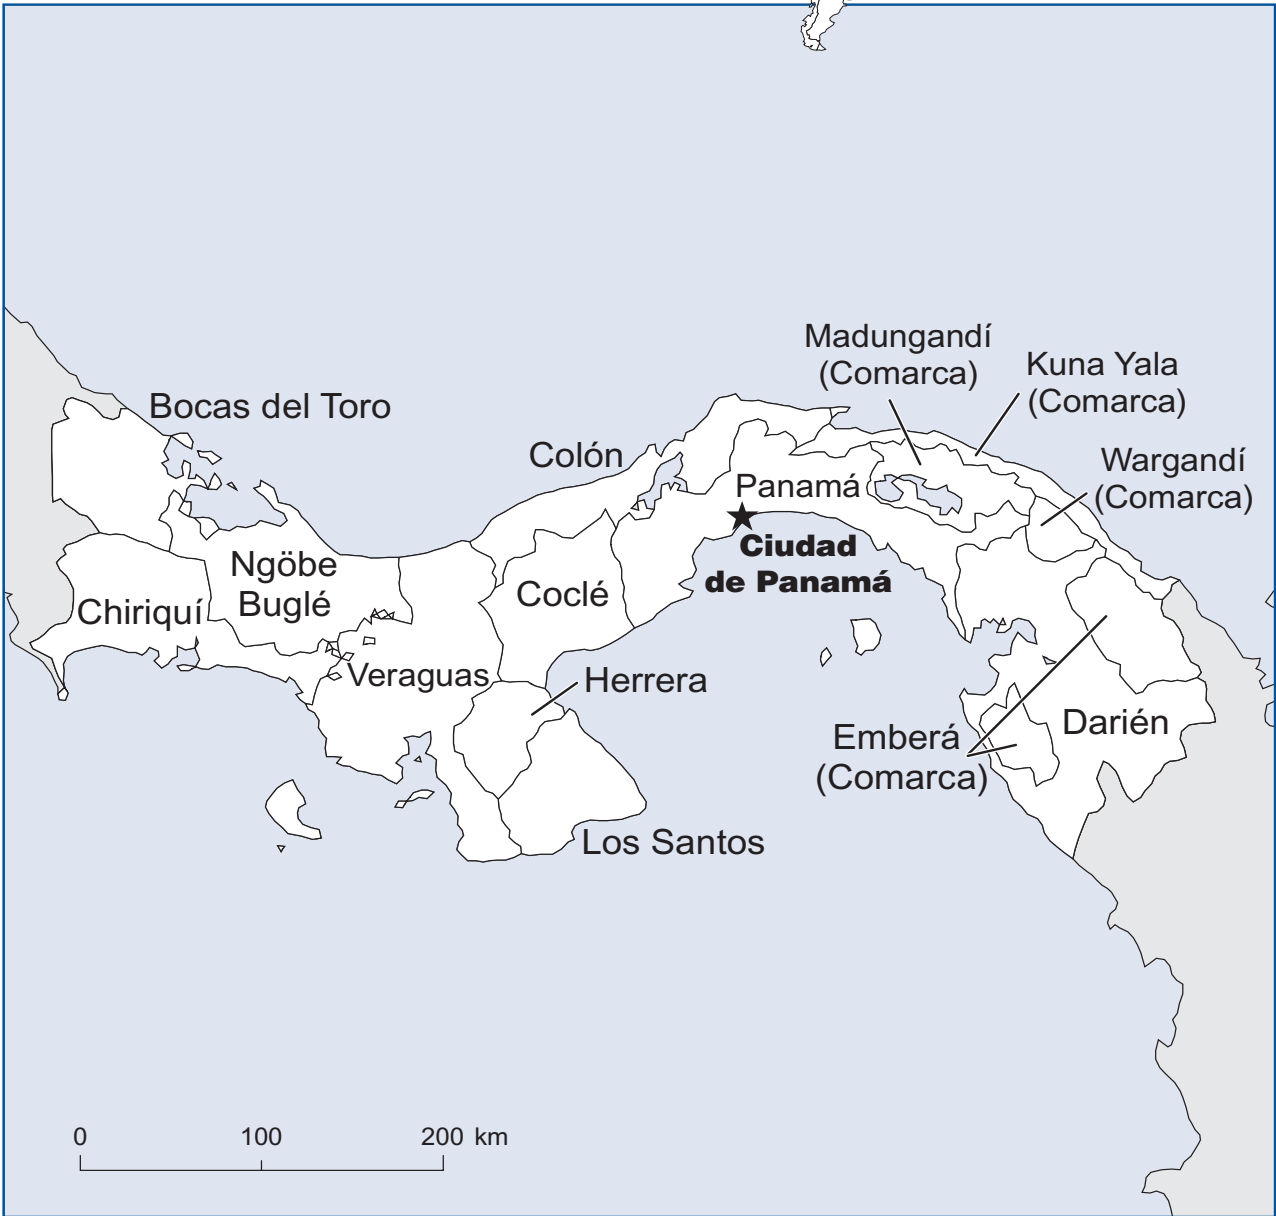 Madungandí
(Comarca)
Kuna Yala
(Comarca)
Bocas del Toro
Colón
Wargandí
(Comarca)
Panamá
Ciudad
de Panamá
Ngöbe
Buglé
Chiriquí
Coclé
Veraguas
Herrera
Emberá
(Comarca)
Darién
Los Santos
0 100 200 km